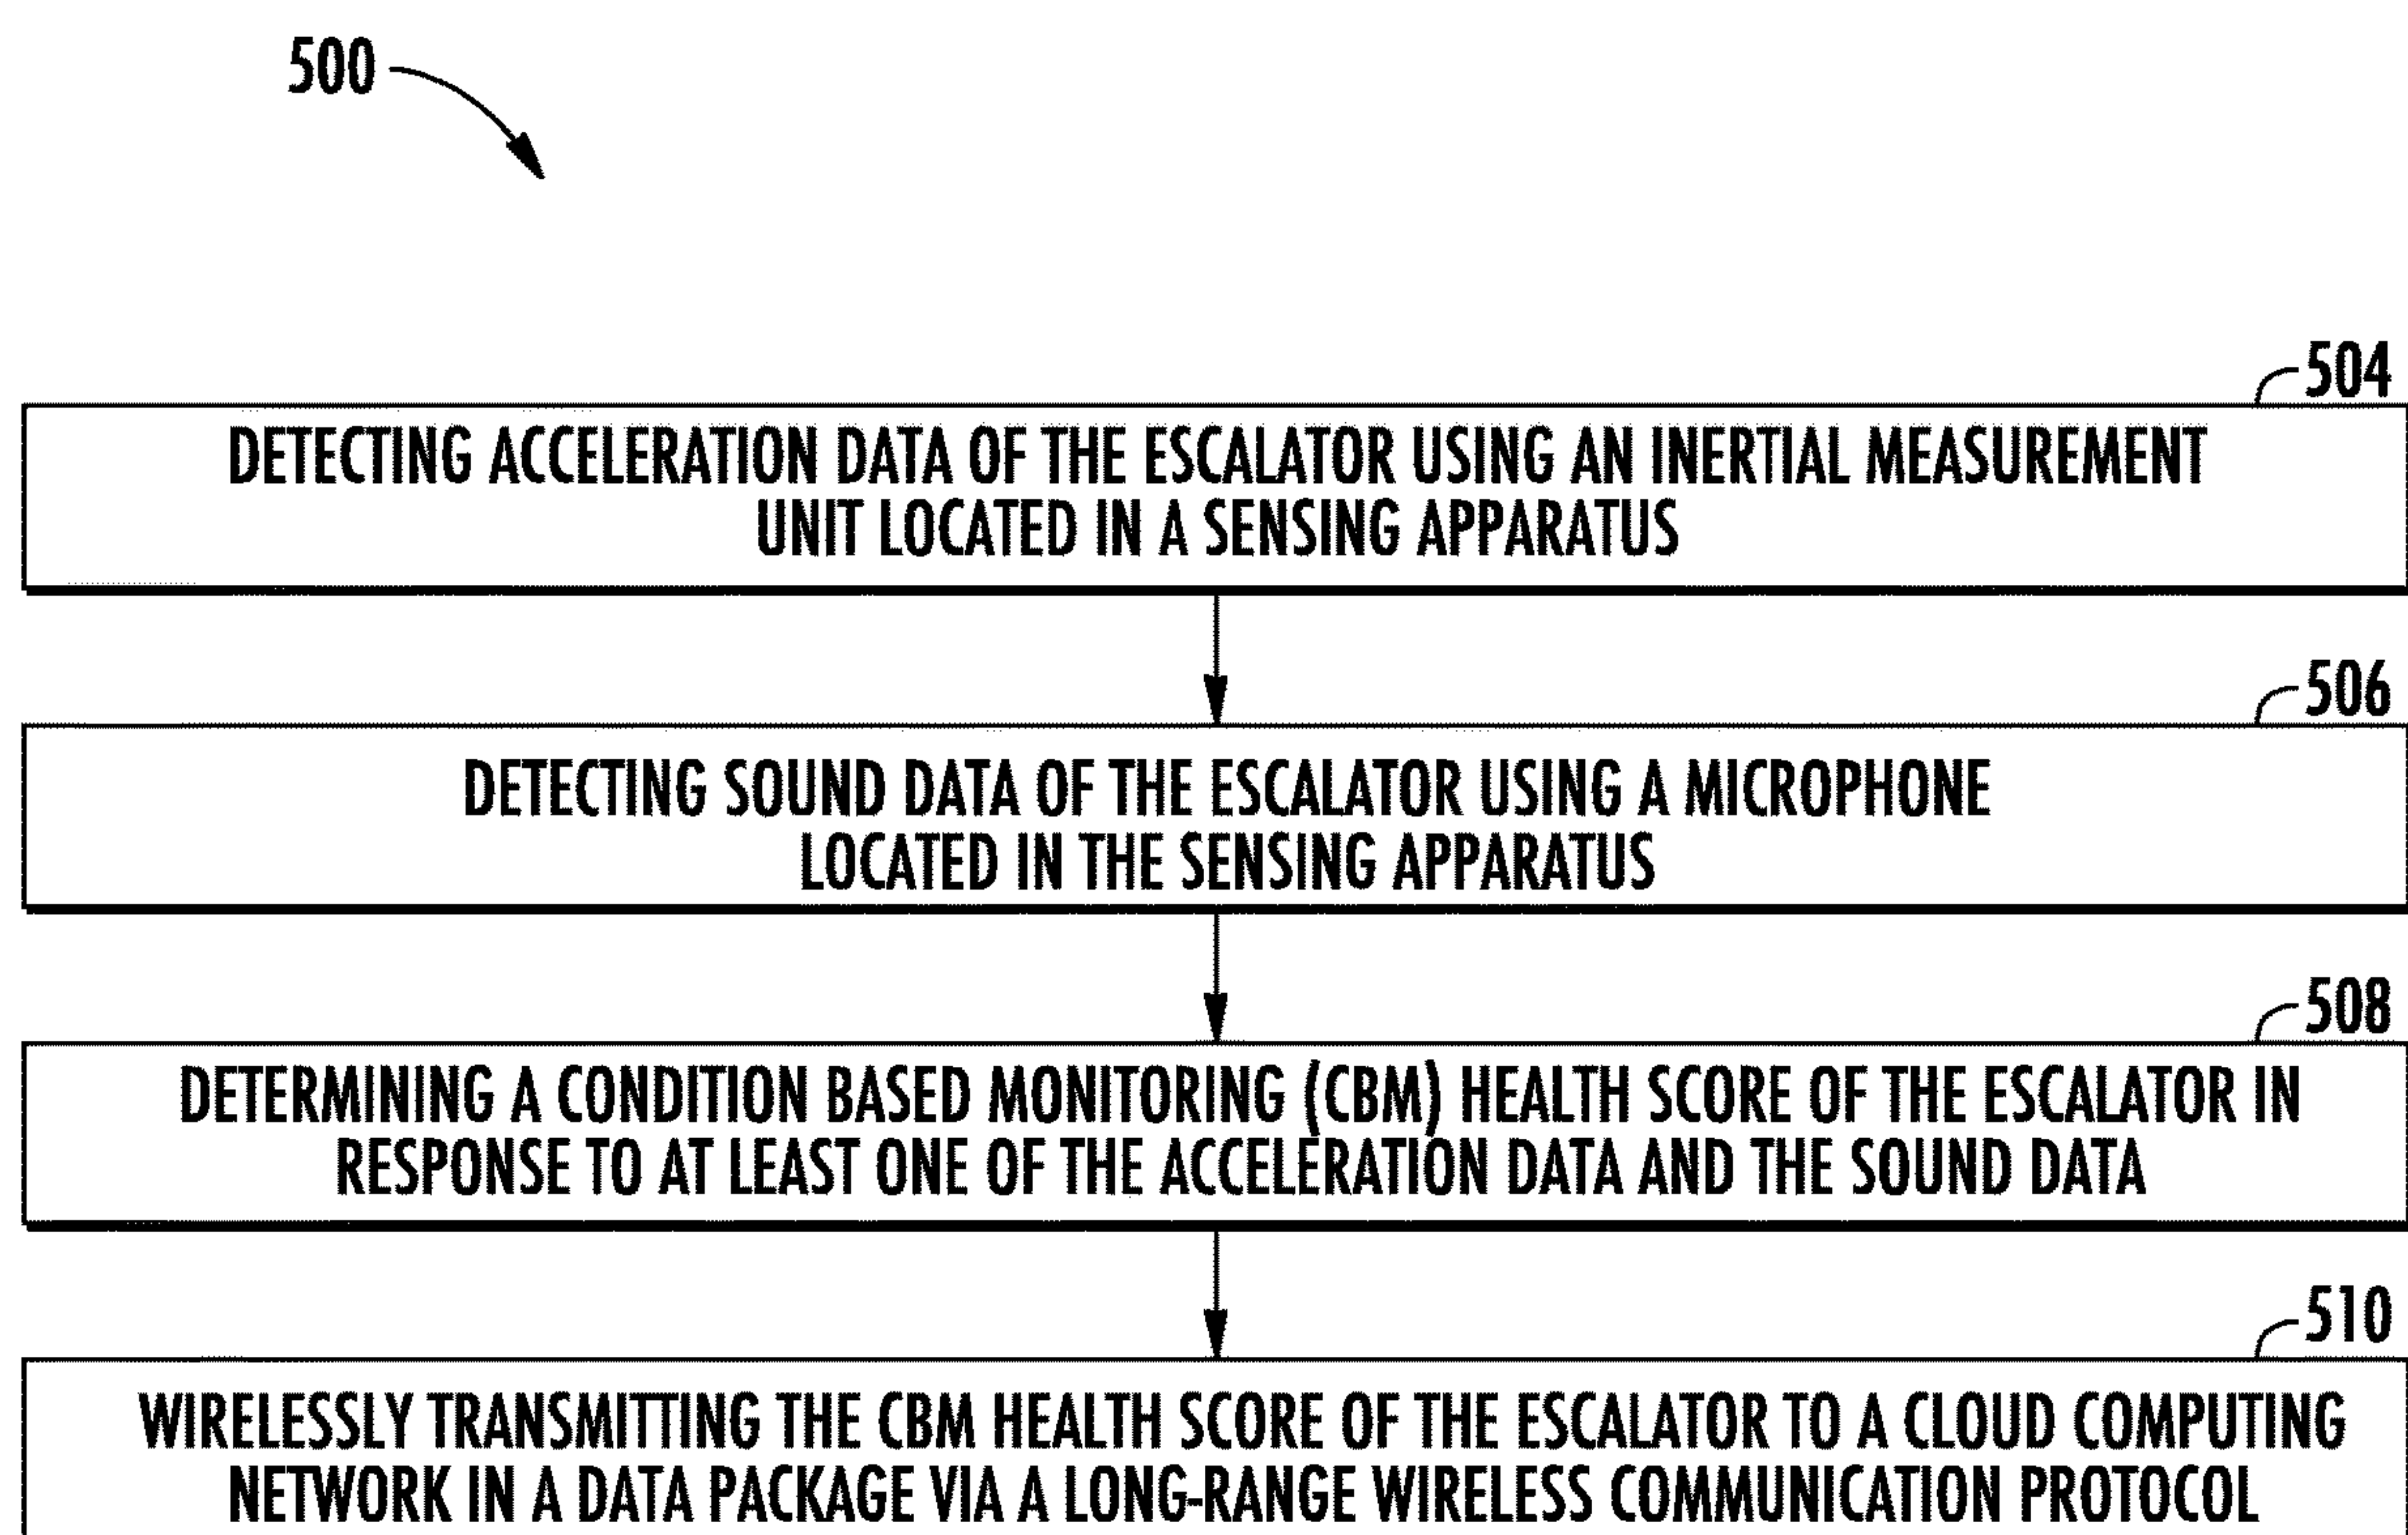 500
504
DETECTING ACCELERATION DATA OF THE ESCALATOR USING AN INERTIAL MEASUREMENT
UNIT LOCATED IN A SENSING APPARATUS
506
DETECTING SOUND DATA OF THE ESCALATOR USING A MICROPHONE
LOCATED IN THE SENSING APPARATUS
508
DETERMINING A CONDITION BASED MONITORING (CBM) HEALTH SCORE OF THE ESCALATOR IN
RESPONSE TO AT LEAST ONE OF THE ACCELERATION DATA AND THE SOUND DATA
510
WIRELESSLY TRANSMITTING THE CBM HEALTH SCORE OF THE ESCALATOR TO A CLOUD COMPUTING
NETWORK IN A DATA PACKAGE VIA A LONG-RANGE WIRELESS COMMUNICATION PROTOCOL